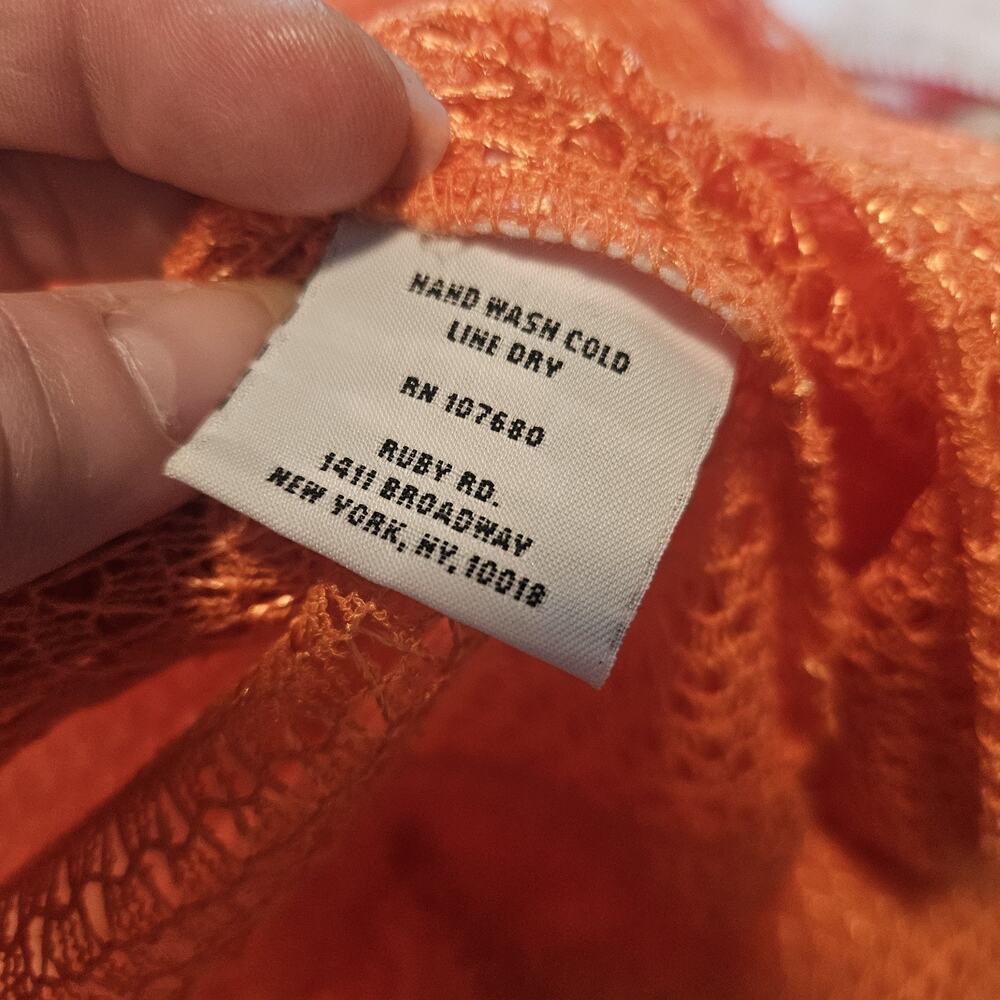 HAND WASH COLD
LINE DRY
RN 107680
RUBY RD.
1411 BROADWAY
NEW YORK, NY, 10018